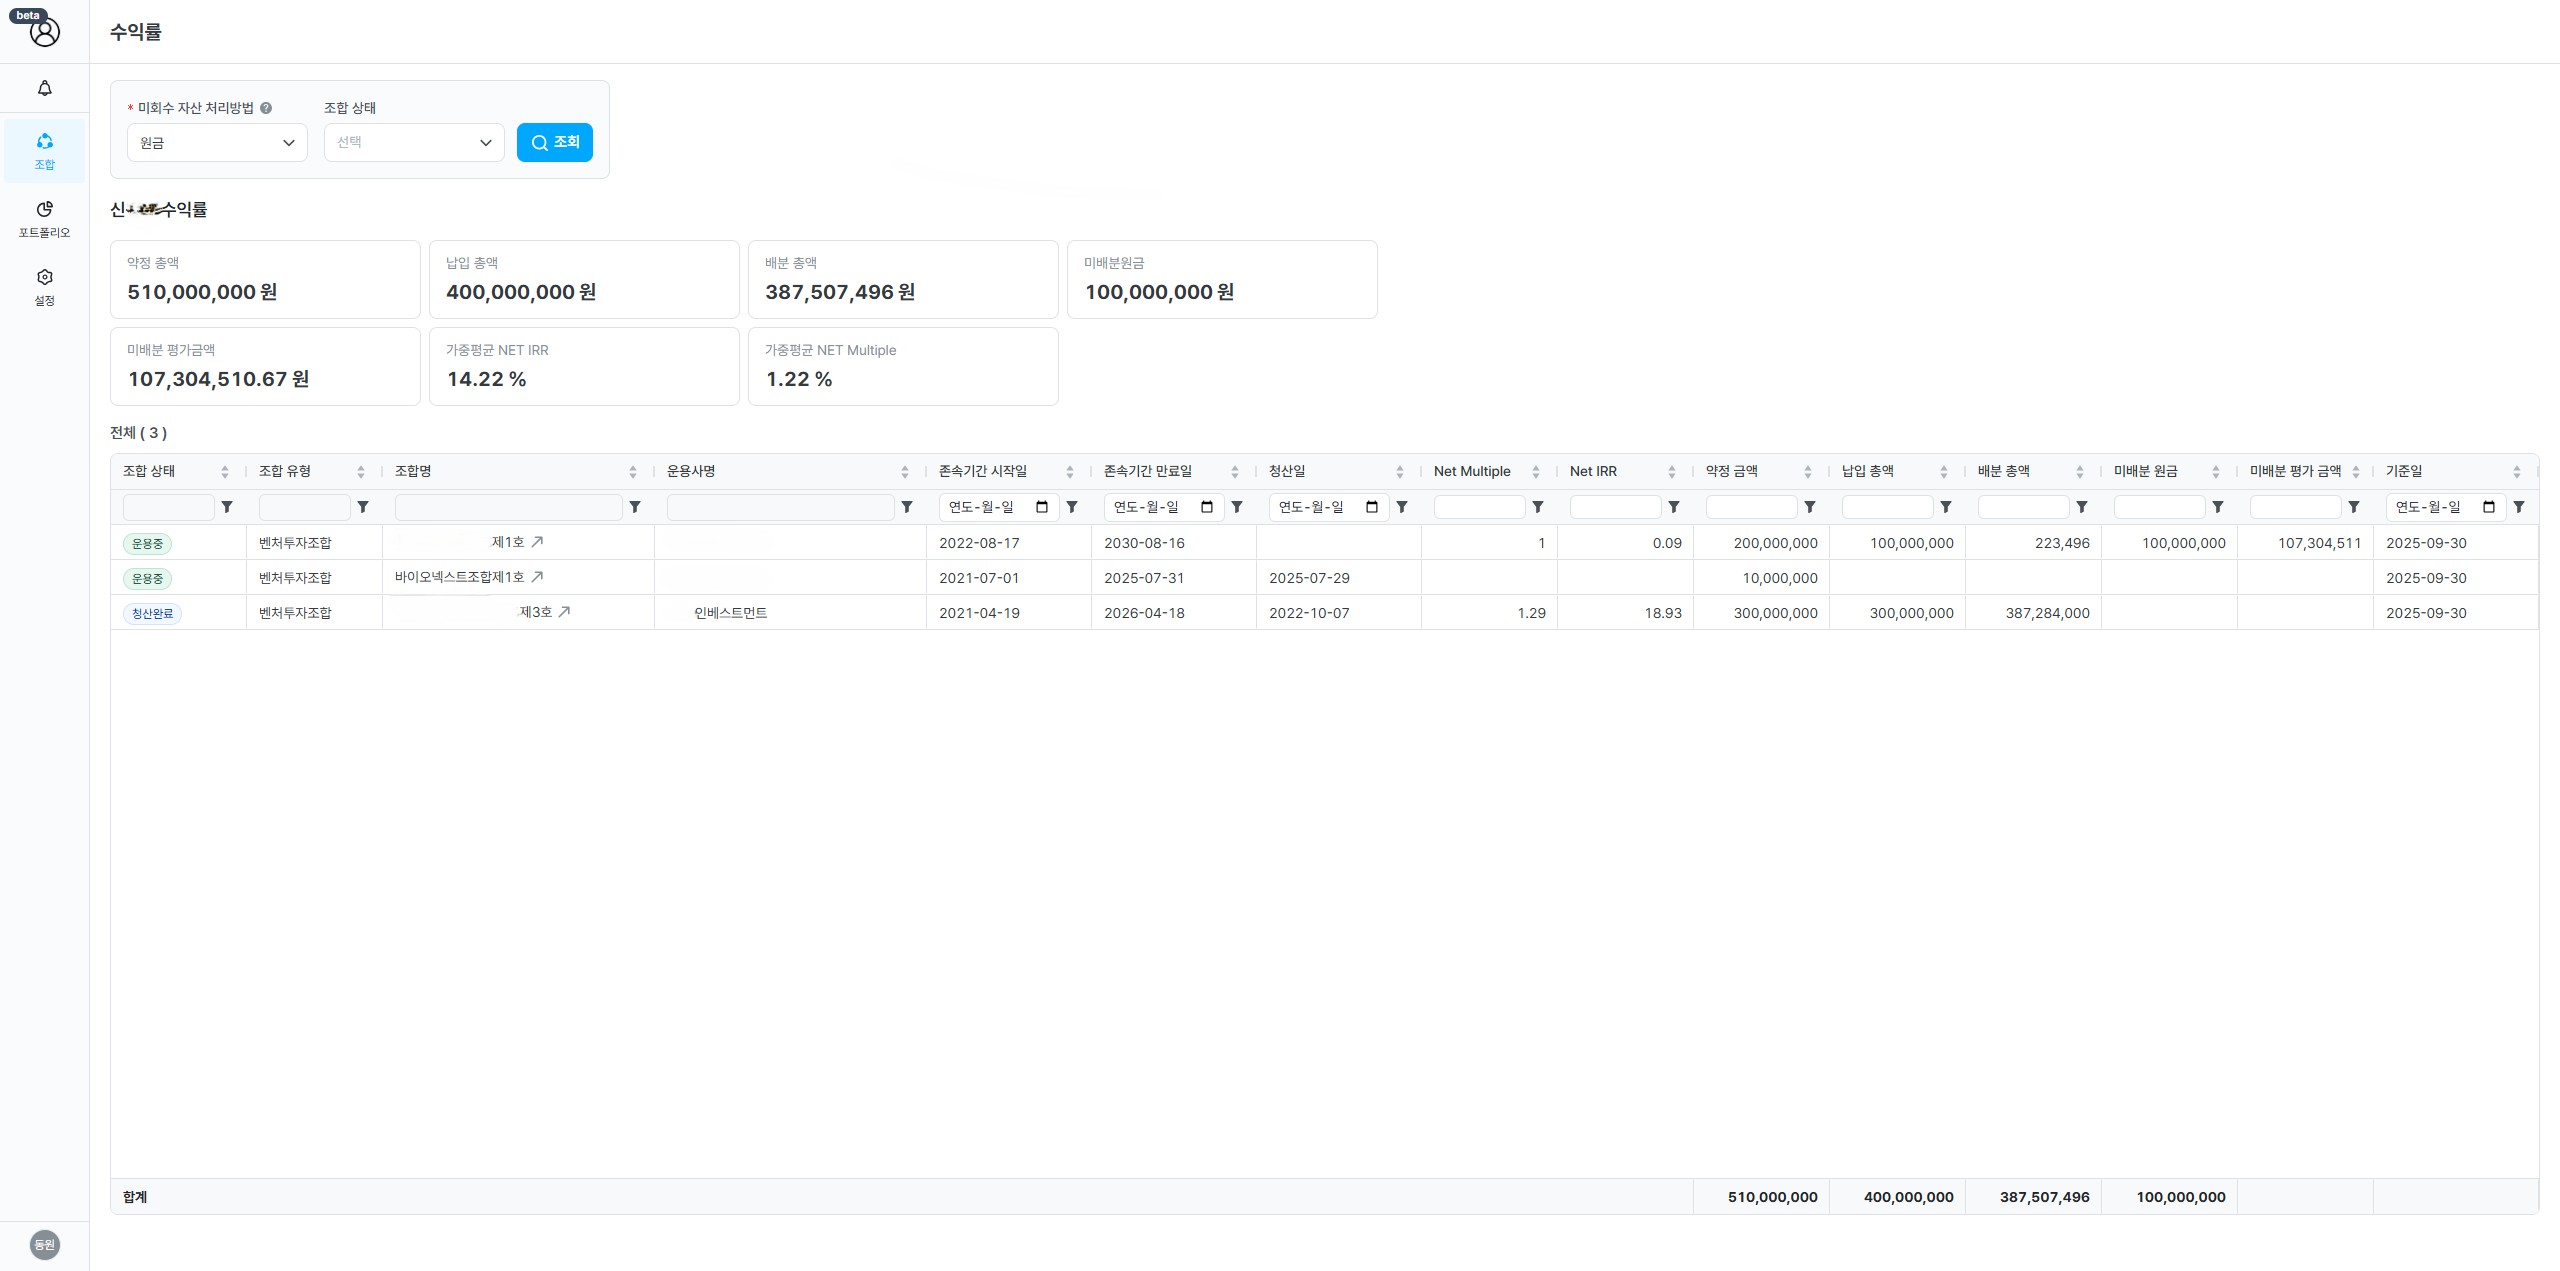 beta
수익률
* 미회수 자산 처리방법 ?
조합 상태
원금
선택
조회
조합
포트폴리오
설정
신
수익률
약정 총액
510,000,000 원
납입 총액
400,000,000 원
배분 총액
387,507,496 원
미배분원금
100,000,000 원
미배분 평가금액
107,304,510.67 원
가중평균 NET IRR
14.22 %
가중평균 NET Multiple
1.22 %
전체 ( 3 )
조합 상태 조합 유형 조합명 운용사명 존속기간 시작일 존속기간 만료일 청산일 Net Multiple Net IRR 약정 금액 납입 총액 배분 총액 미배분 원금 미배분 평가 금액 기준일
연도-월-일 연도-월-일 연도-월-일 연도-월-일
운용중 벤처투자조합 제1호 2022-08-17 2030-08-16 1 0.09 200,000,000 100,000,000 223,496 100,000,000 107,304,511 2025-09-30
운용중 벤처투자조합 바이오넥스트조합제1호 2021-07-01 2025-07-31 2025-07-29 10,000,000 2025-09-30
청산완료 벤처투자조합 제3호 인베스트먼트 2021-04-19 2026-04-18 2022-10-07 1.29 18.93 300,000,000 300,000,000 387,284,000 2025-09-30
합계 510,000,000 400,000,000 387,507,496 100,000,000
동원